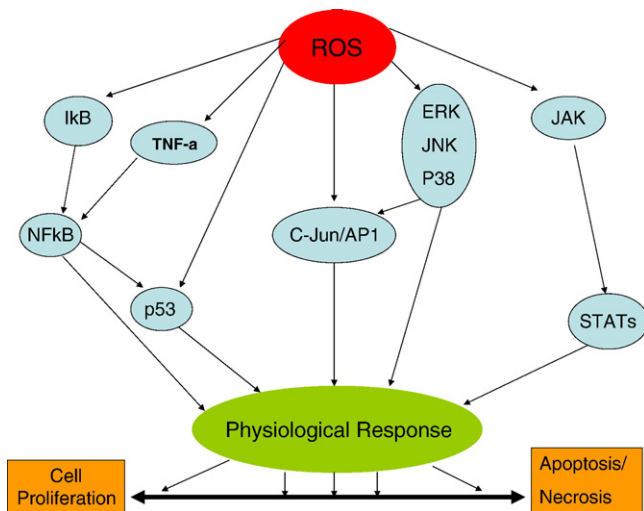 ROS
IkB
TNF-a
ERK
JNK
P38
JAK
NFkB
C-Jun/AP1
p53
STATs
Physiological Response
Cell
Proliferation
Apoptosis/
Necrosis